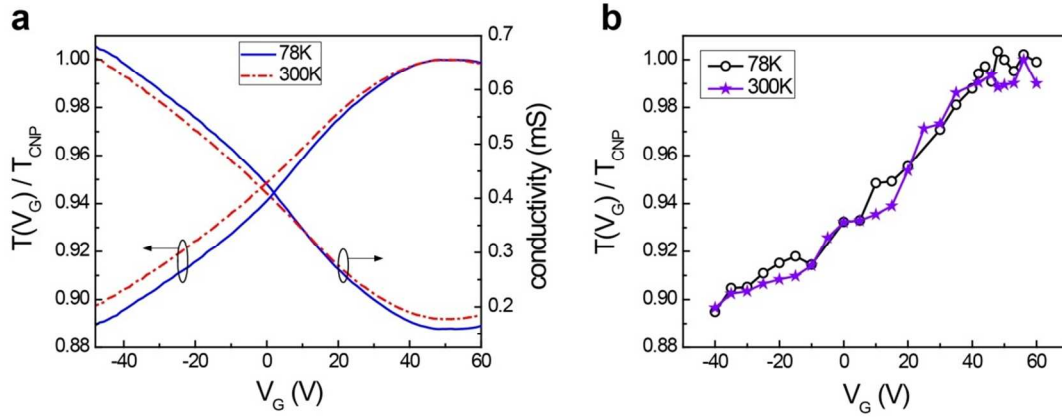 a
T(V_G) / T_CNP
1.00
0.98
0.96
0.94
0.92
0.90
0.88
78K
300K
0.7
0.6
0.5
0.4
0.3
0.2
conductivity (mS)
-40 -20 0 20 40 60
V_G (V)
b
T(V_G) / T_CNP
1.00
0.98
0.96
0.94
0.92
0.90
0.88
78K
300K
-40 -20 0 20 40 60
V_G (V)